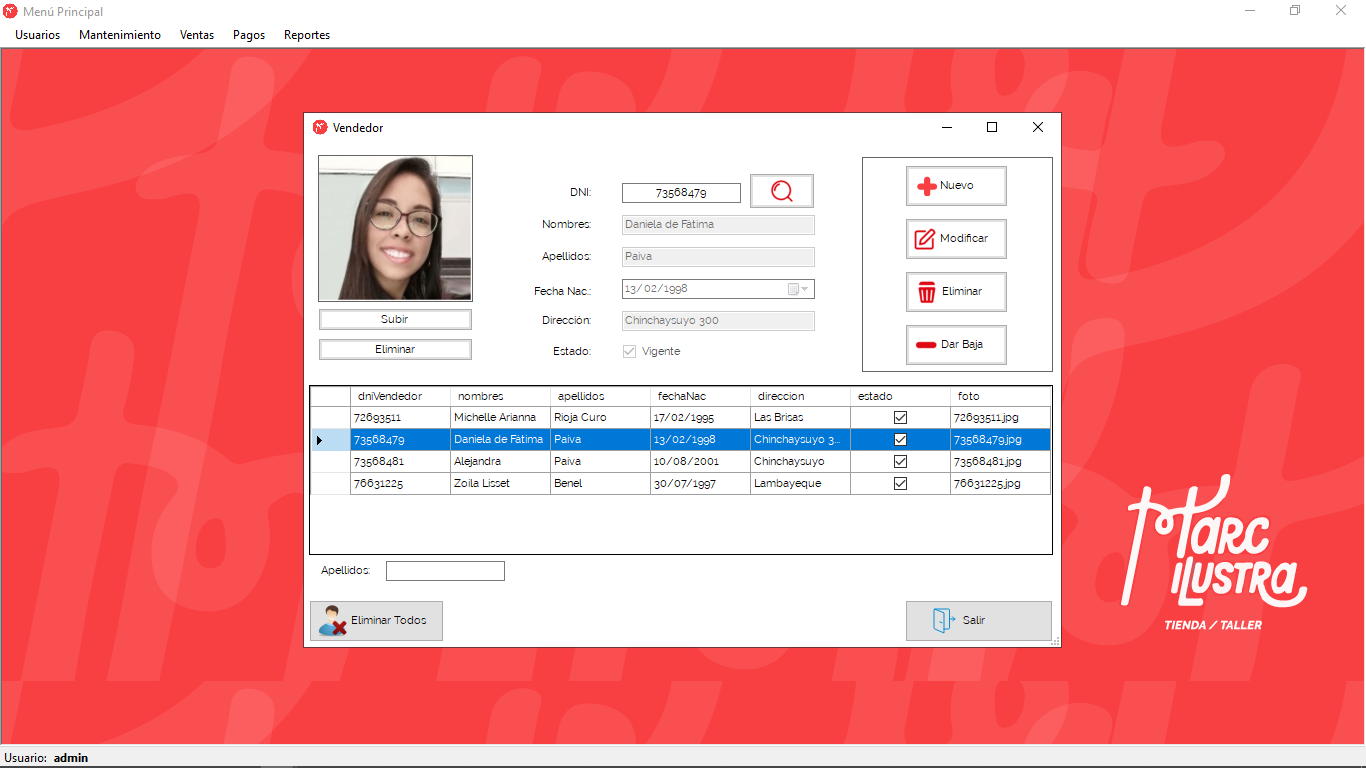 Menú Principal
Usuarios Mantenimiento Ventas Pagos Reportes
Vendedor
DNI: 73568479
Nombres: Daniela de Fátima
Apellidos: Paiva
Fecha Nac.: 13/02/1998
Dirección: Chinchaysuyo 300
Estado: Vigente
Subir
Eliminar
Nuevo
Modificar
Eliminar
Dar Baja
dniVendedor nombres apellidos fechaNac direccion estado foto
72693511 Michelle Arianna Rioja Curo 17/02/1995 Las Brisas 72693511.jpg
73568479 Daniela de Fátima Paiva 13/02/1998 Chinchaysuyo 3... 73568479.jpg
73568481 Alejandra Paiva 10/08/2001 Chinchaysuyo 73568481.jpg
76631225 Zoila Lisset Benel 30/07/1997 Lambayeque 76631225.jpg
Apellidos:
Eliminar Todos
Salir
Marc
ilustra
TIENDA / TALLER
Usuario: admin